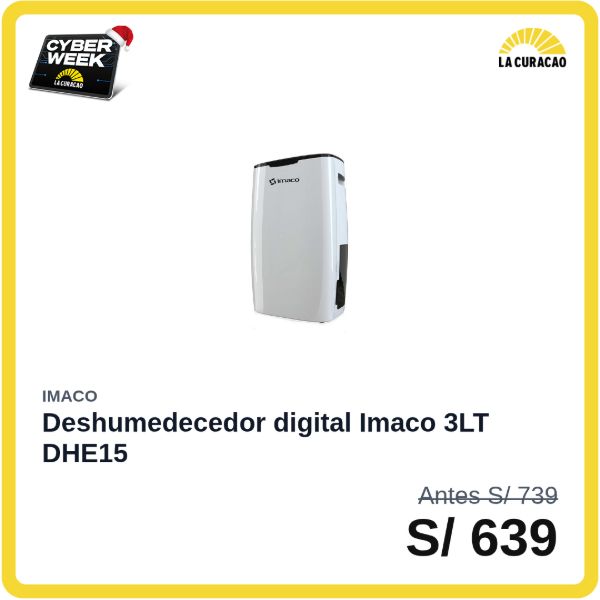 CYBER
WEEK
LA CURACAO
LA CURACAO
imaco
IMACO
Deshumedecedor digital Imaco 3LT
DHE15
Antes S/ 739
S/ 639